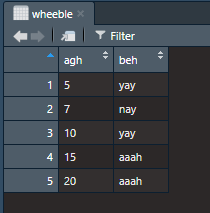 wheeble
Filter
agh beh
1 5 yay
2 7 nay
3 10 yay
4 15 aaah
5 20 aaah